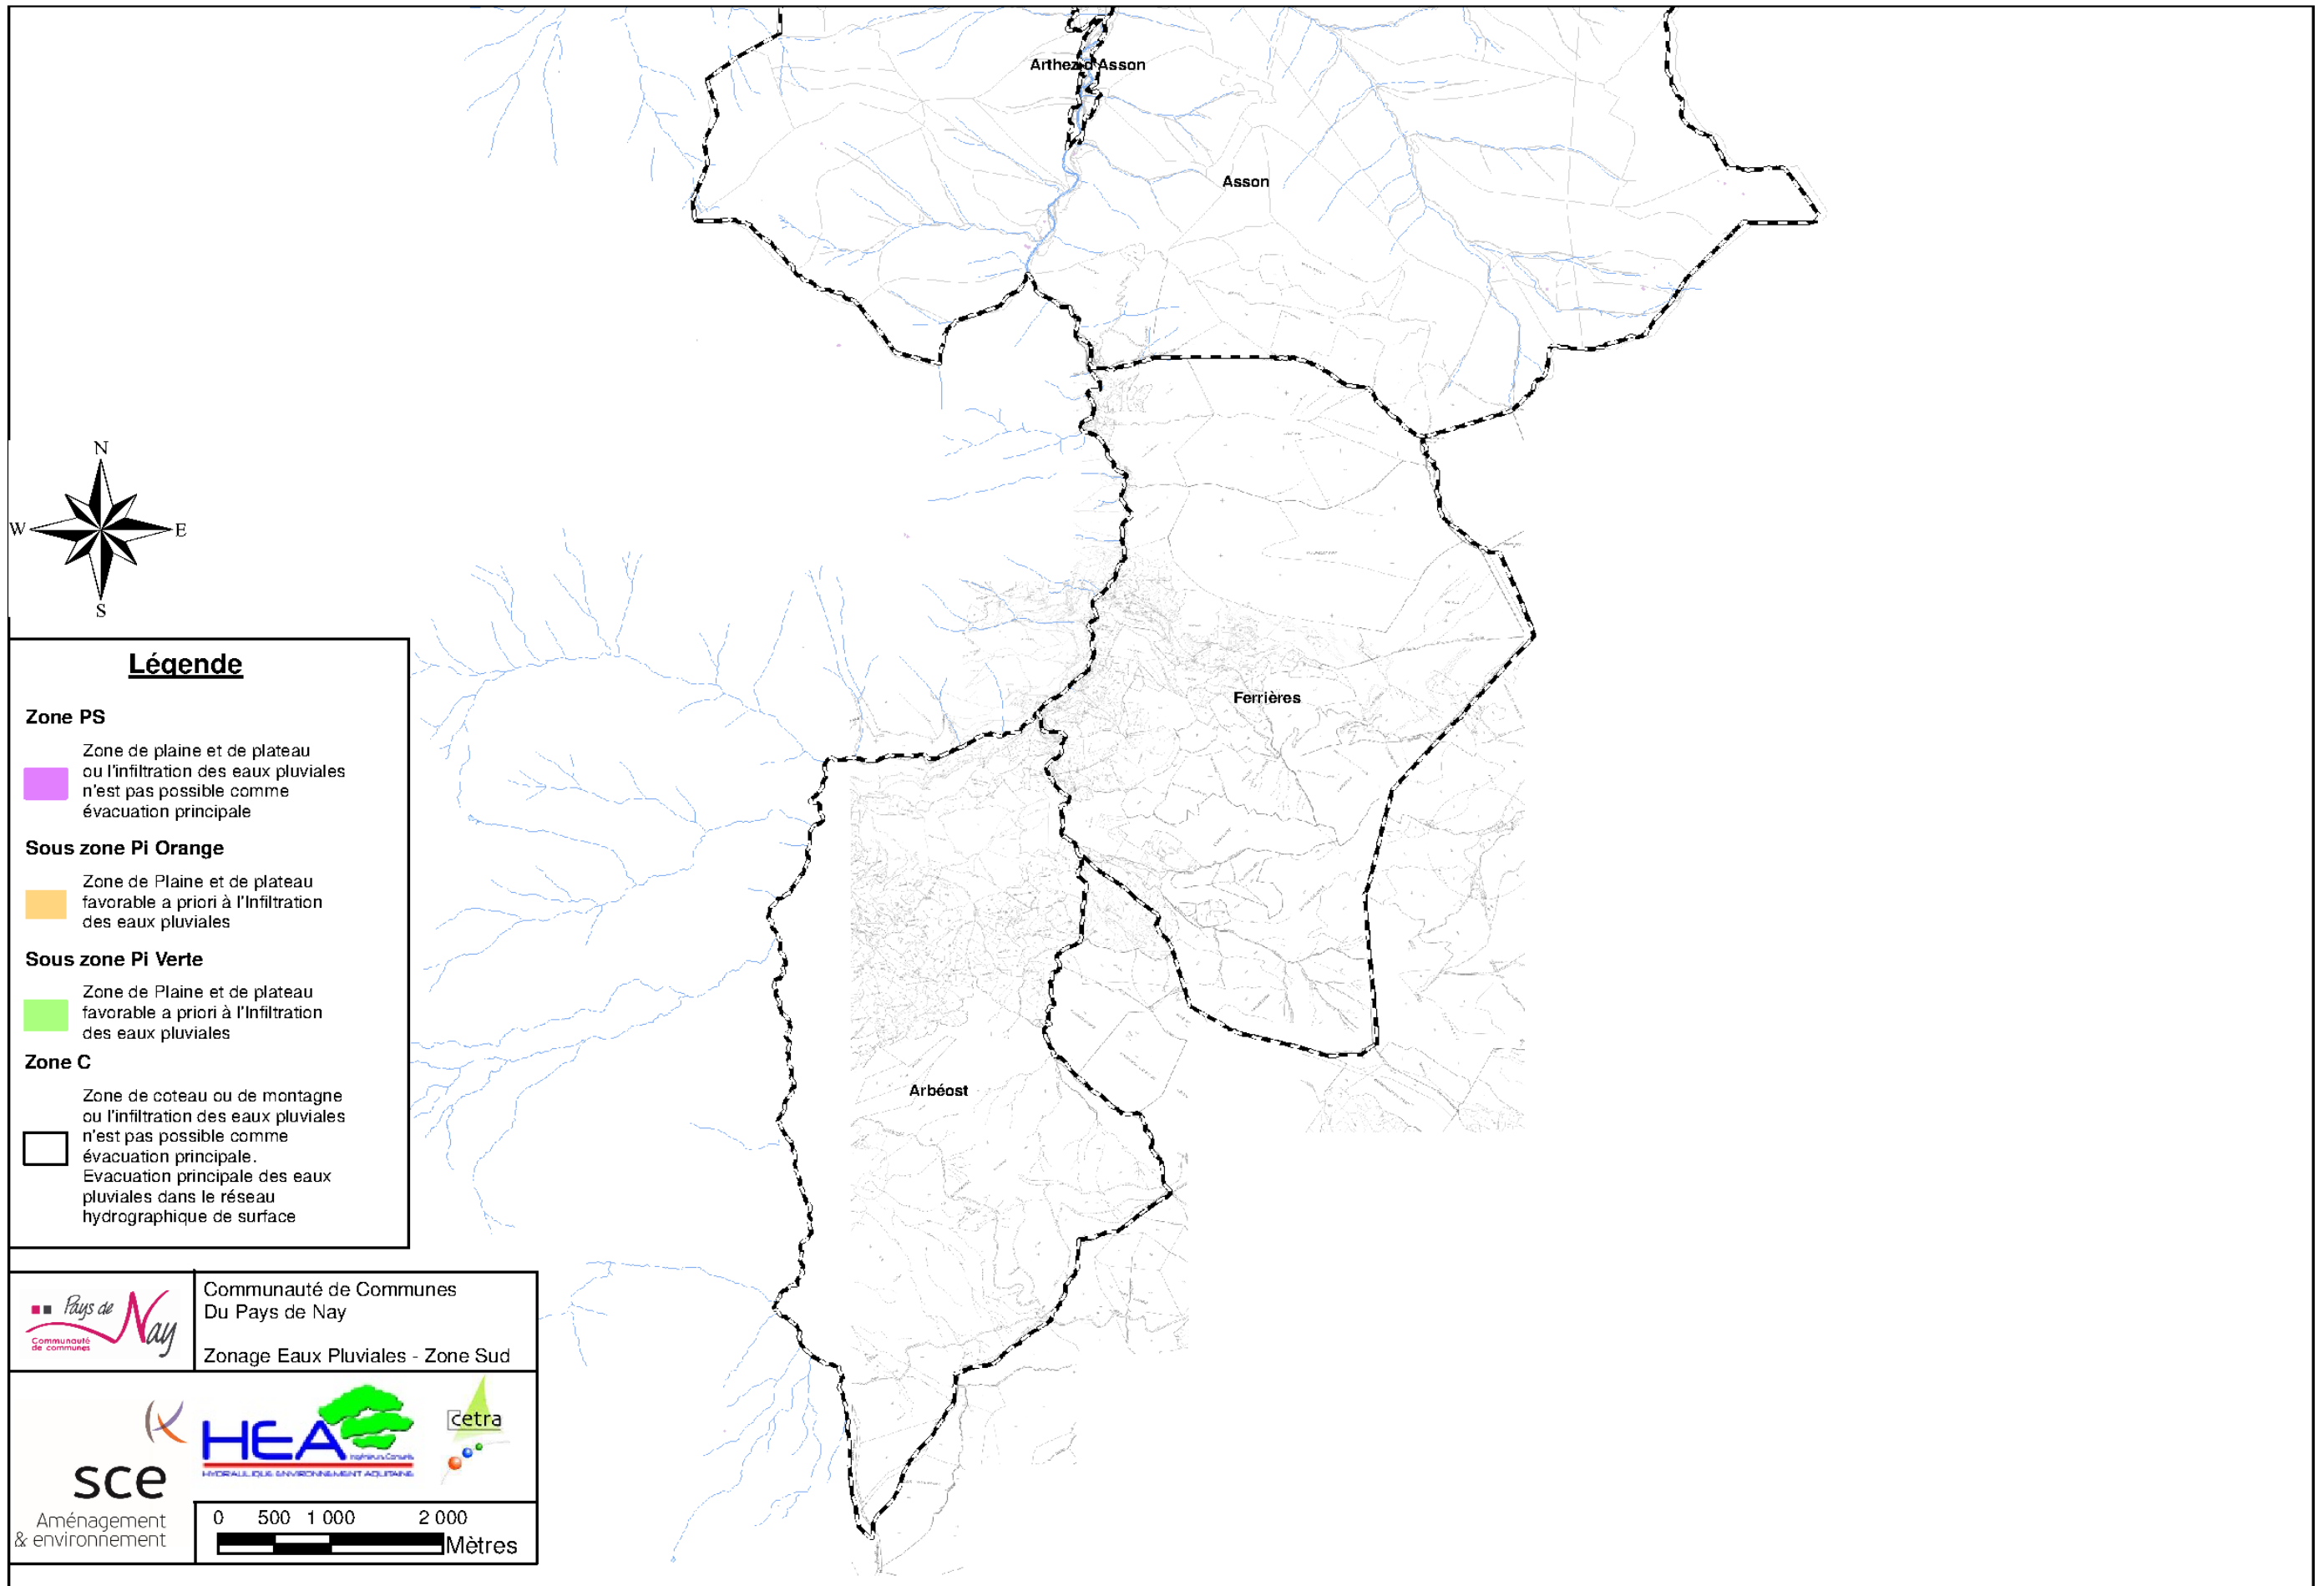 Arthez d'Asson
Asson
N
W
E
S
Ferrières
Arbéost
Légende
Zone PS
Zone de plaine et de plateau
ou l'infiltration des eaux pluviales
n'est pas possible comme
évacuation principale
Sous zone Pi Orange
Zone de Plaine et de plateau
favorable a priori à l'Infiltration
des eaux pluviales
Sous zone Pi Verte
Zone de Plaine et de plateau
favorable a priori à l'Infiltration
des eaux pluviales
Zone C
Zone de coteau ou de montagne
ou l'infiltration des eaux pluviales
n'est pas possible comme
évacuation principale.
Evacuation principale des eaux
pluviales dans le réseau
hydrographique de surface
Pays de Nay
Communauté
de communes
Communauté de Communes
Du Pays de Nay
Zonage Eaux Pluviales - Zone Sud
sce
Aménagement
& environnement
HEA
Ingénieurs Conseils
HYDRAULIQUE ENVIRONNEMENT AQUITAINE
cetra
0 500 1 000 2 000
Mètres